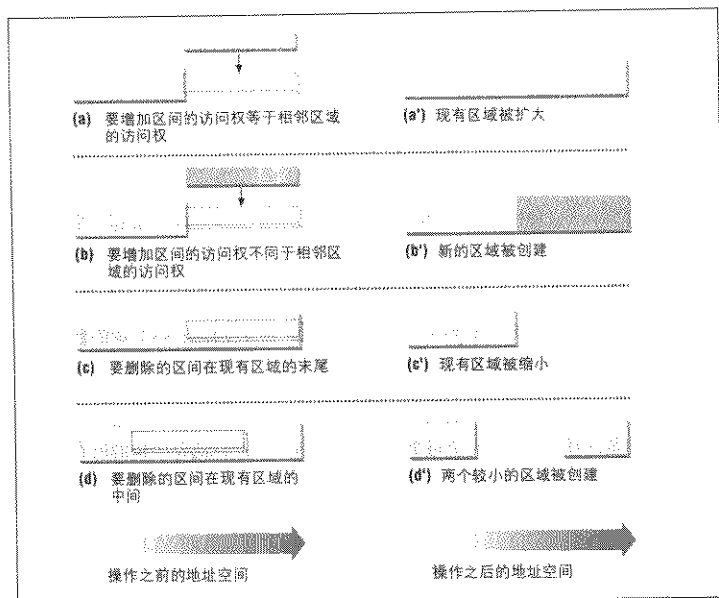 (a) 要增加区间的访问权等于相邻区域
的访问权
(a') 现有区域被扩大
(b) 要增加区间的访问权不同于相邻区
域的访问权
(b') 新的区域被创建
(c) 要删除的区间在现有区域的末尾
(c') 现有区域被缩小
(d) 要删除的区间在现有区域的
中间
(d') 两个较小的区域被创建
操作之前的地址空间
操作之后的地址空间